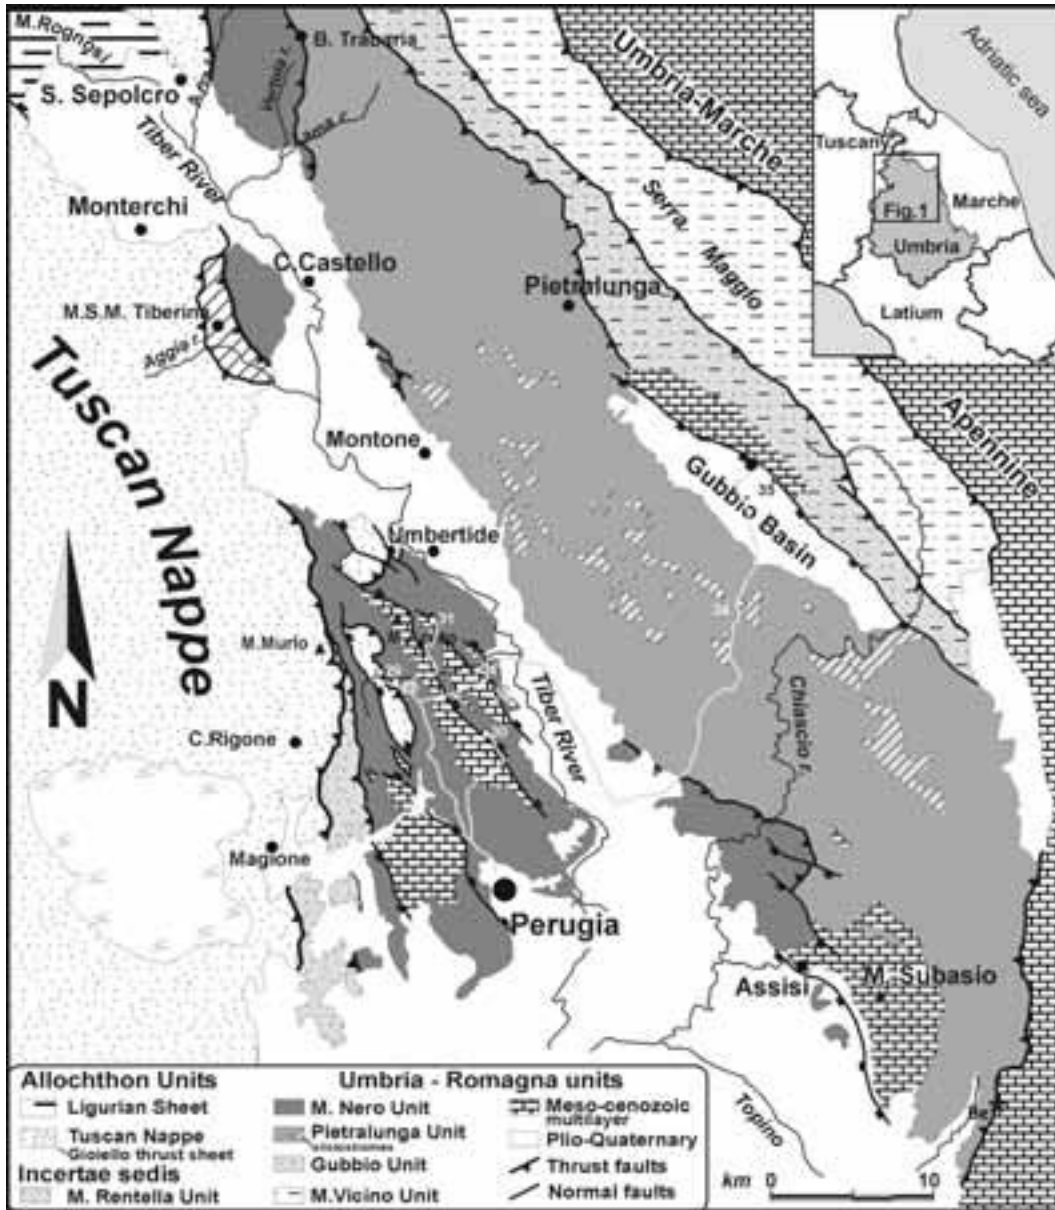 M.Rognosi
B. Trabaria
S. Sepolcro
Tiber River
Monterchi
C.Castello
M.S.M. Tiberina
Aggia r.
Tuscan Nappe
Montone
Umbertide
Pietralunga
Umbria-Marche
Apennine
Serra Maggio
Gubbio Basin
35
Adriatic sea
Tuscan
Marche
Fig.1
Umbria
Latium
N
M.Murlo
C.Rigone
Magione
Tiber River
Chiascio r.
Perugia
Assisi
M. Subasio
Topino
Allochthon Units
Ligurian Sheet
Tuscan Nappe
Gioiello thrust sheet
Incertae sedis
M. Rentella Unit
Umbria - Romagna units
M. Nero Unit
Pietralunga Unit
Gubbio Unit
M.Vicino Unit
Meso-cenozoic
multilayer
Plio-Quaternary
Thrust faults
Normal faults
km 0 10